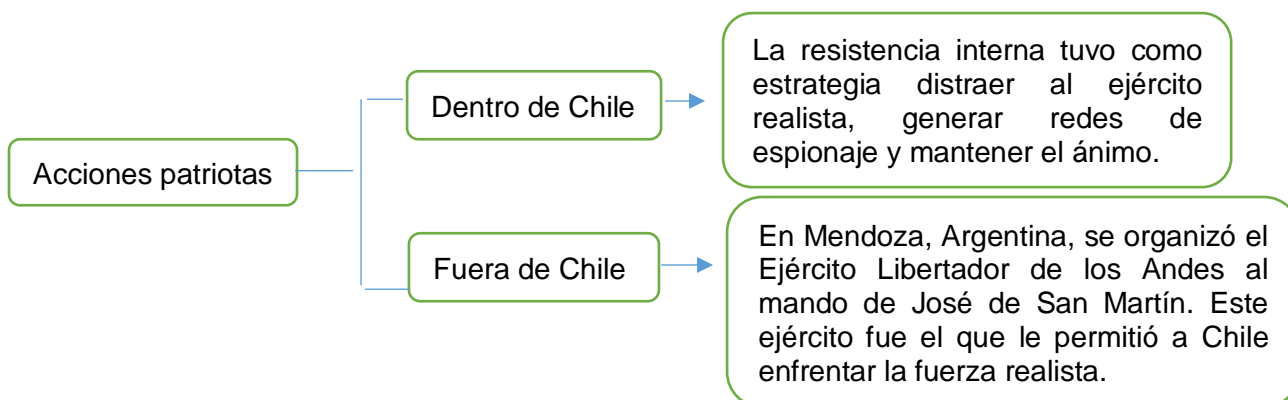 Acciones patriotas
Dentro de Chile
La resistencia interna tuvo como
estrategia distraer al ejército
realista, generar redes de
espionaje y mantener el ánimo.
Fuera de Chile
En Mendoza, Argentina, se organizó el
Ejército Libertador de los Andes al
mando de José de San Martín. Este
ejército fue el que le permitió a Chile
enfrentar la fuerza realista.